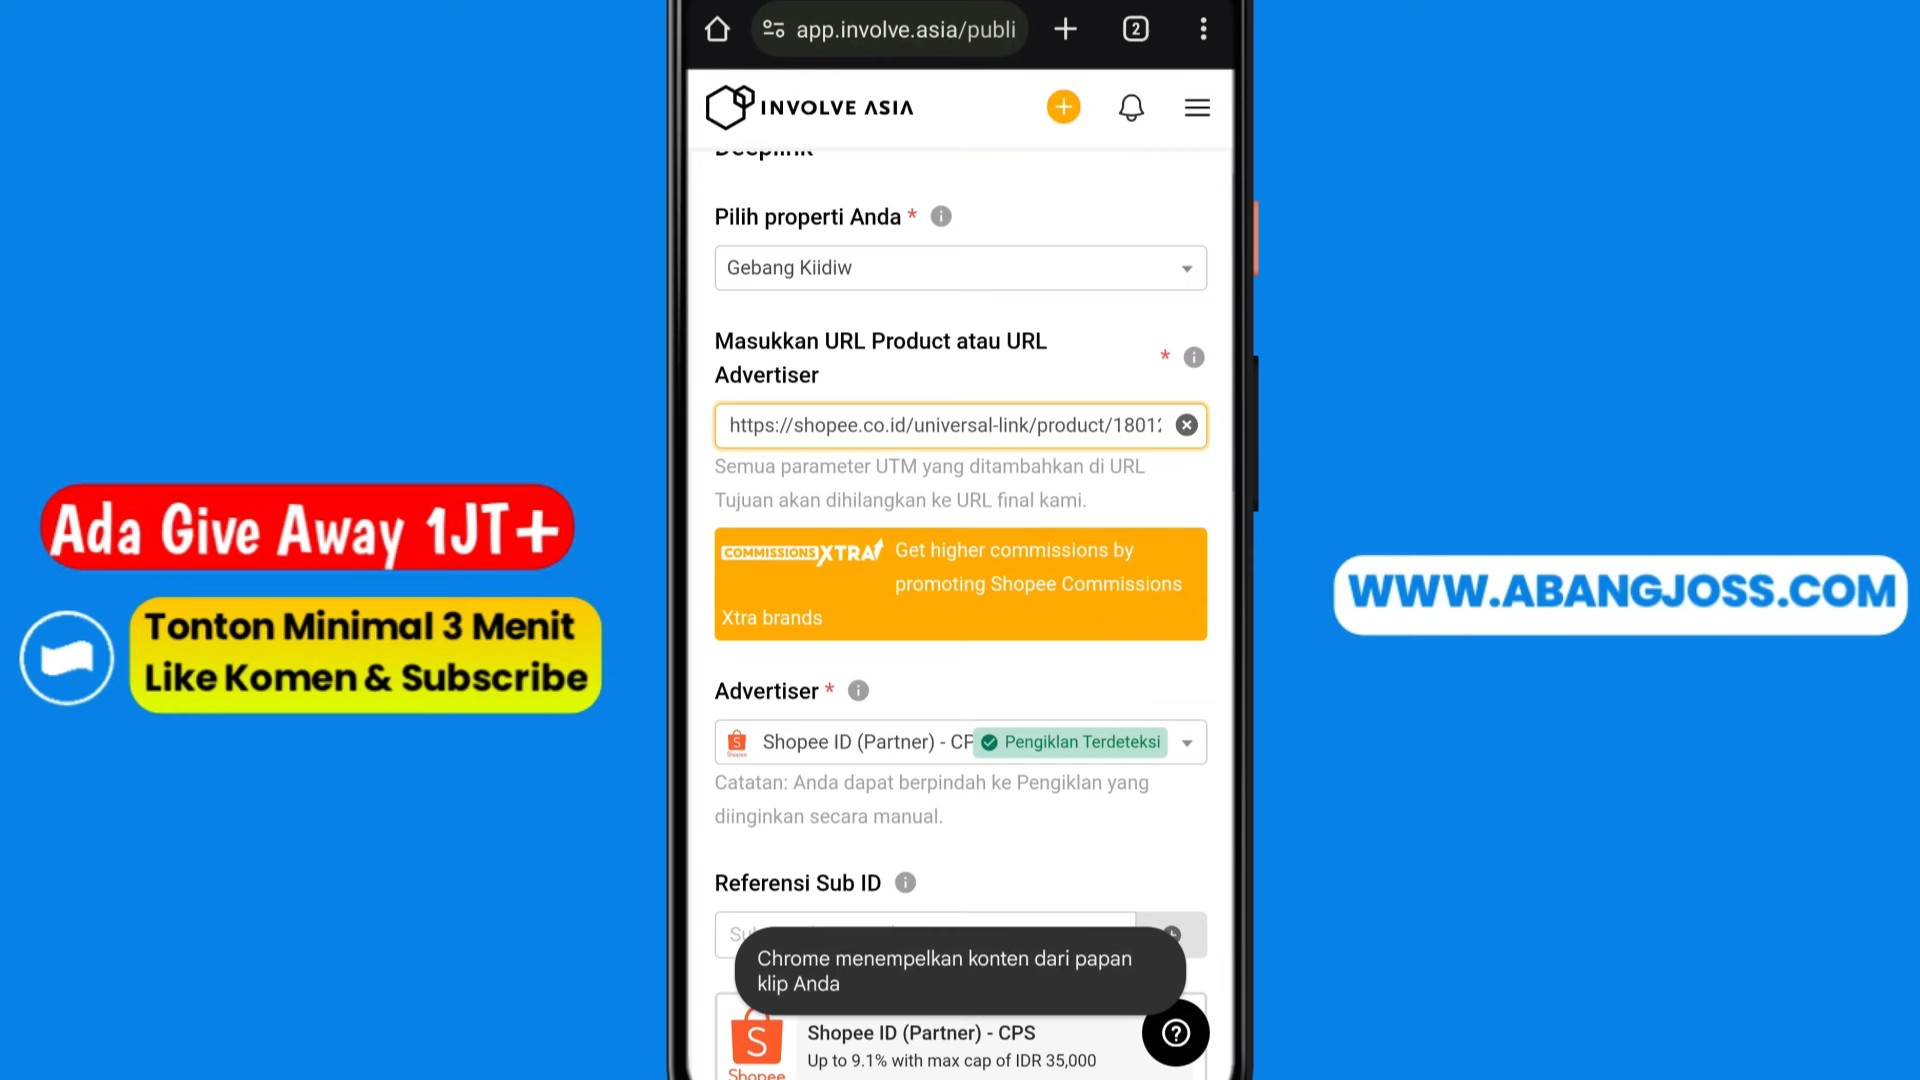 app.involve.asia/publi
2
INVOLVE ASIA
Deeplink
Pilih properti Anda *
Gebang Kiidiw
Masukkan URL Product atau URL
Advertiser *
https://shopee.co.id/universal-link/product/18012
Semua parameter UTM yang ditambahkan di URL
Tujuan akan dihilangkan ke URL final kami.
COMMISSIONS XTRA Get higher commissions by
promoting Shopee Commissions
Xtra brands
Advertiser *
Shopee ID (Partner) - CP Pengiklan Terdeteksi
Catatan: Anda dapat berpindah ke Pengiklan yang
diinginkan secara manual.
Referensi Sub ID
Chrome menempelkan konten dari papan
klip Anda
Shopee ID (Partner) - CPS
Up to 9.1% with max cap of IDR 35,000
Shopee
Ada Give Away 1JT+
Tonton Minimal 3 Menit
Like Komen & Subscribe
WWW.ABANGJOSS.COM